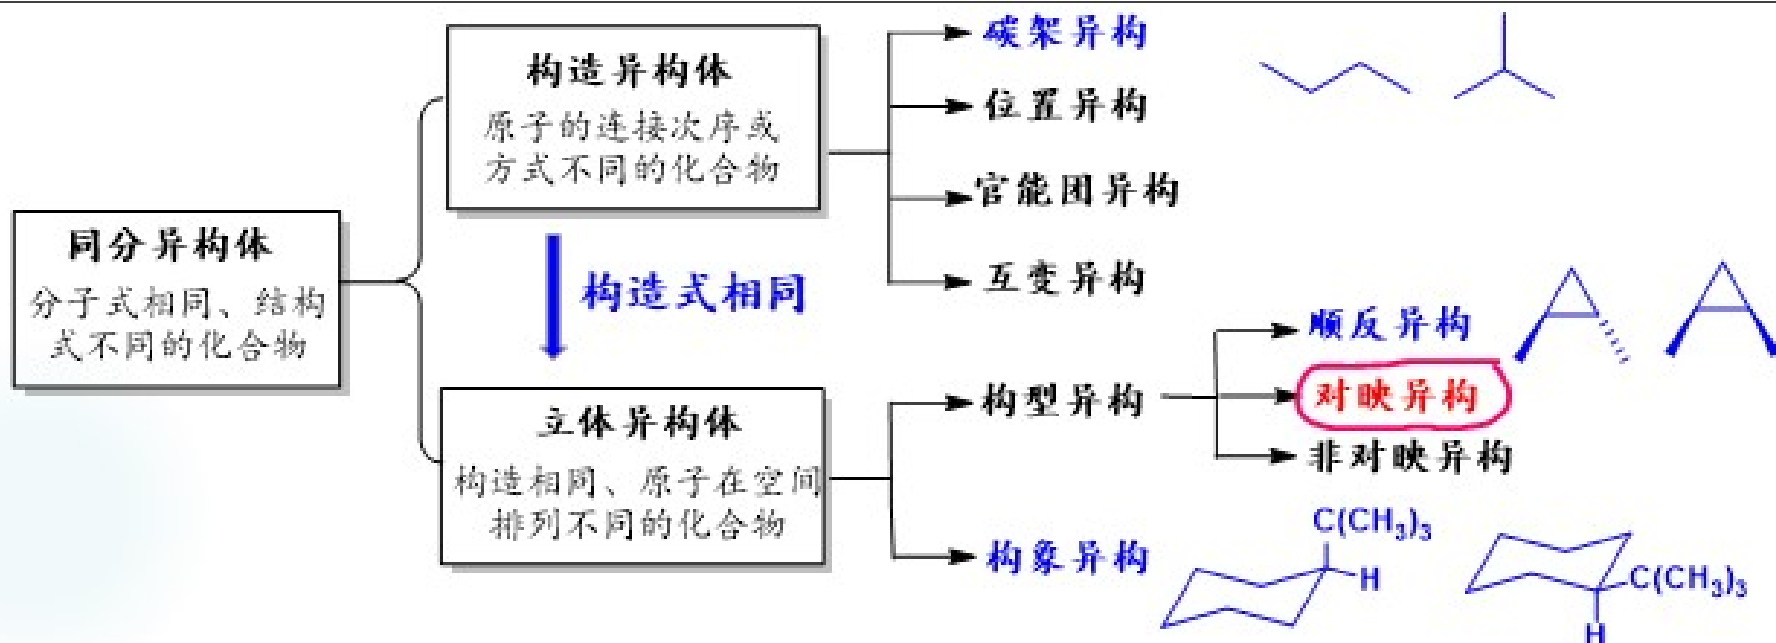 同分异构体
分子式相同、结构
式不同的化合物
构造异构体
原子的连接次序或
方式不同的化合物
碳架异构
位置异构
官能团异构
互变异构
构造式相同
立体异构体
构造相同、原子在空间
排列不同的化合物
构型异构
顺反异构
对映异构
非对映异构
构象异构
C(CH₃)₃
H
C(CH₃)₃
H